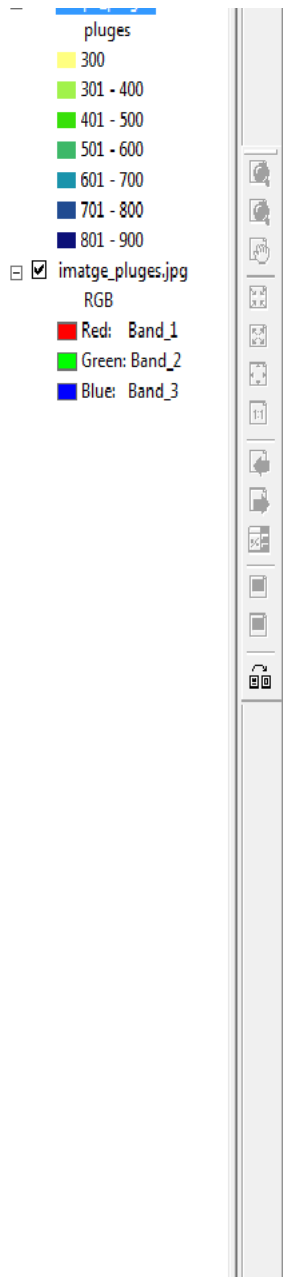 pluges
300
301 - 400
401 - 500
501 - 600
601 - 700
701 - 800
801 - 900
imatge_pluges.jpg
RGB
Red: Band_1
Green: Band_2
Blue: Band_3
1:1